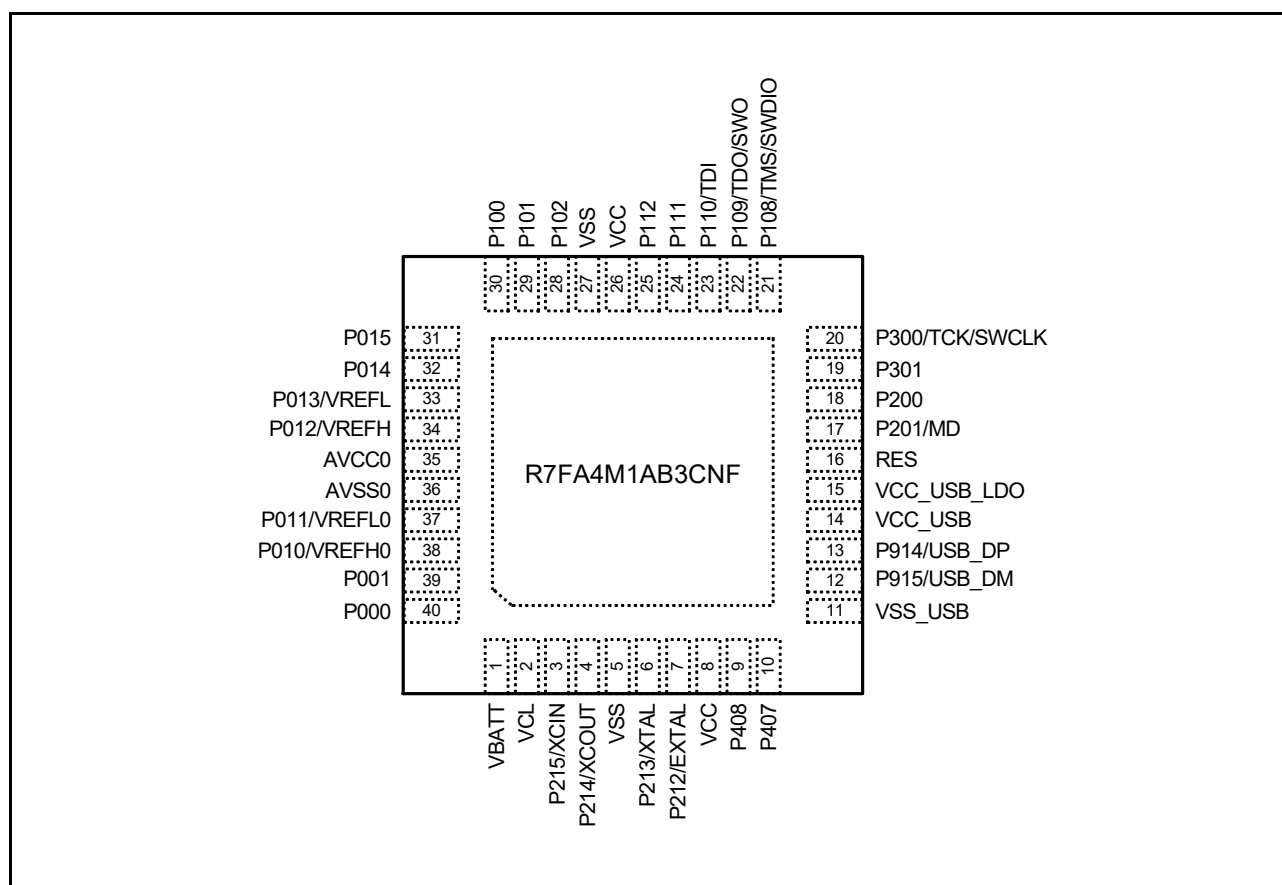 P100
P101
P102
VSS
VCC
P112
P111
P110/TDI
P109/TDO/SWO
P108/TMS/SWDIO
30
29
28
27
26
25
24
23
22
21
P015 31
P014 32
P013/VREFL 33
P012/VREFH 34
AVCC0 35
AVSS0 36
P011/VREFL0 37
P010/VREFH0 38
P001 39
P000 40
R7FA4M1AB3CNF
20 P300/TCK/SWCLK
19 P301
18 P200
17 P201/MD
16 RES
15 VCC_USB_LDO
14 VCC_USB
13 P914/USB_DP
12 P915/USB_DM
11 VSS_USB
1
2
3
4
5
6
7
8
9
10
VBATT
VCL
P215/XCIN
P214/XCOUT
VSS
P213/XTAL
P212/EXTAL
VCC
P408
P407